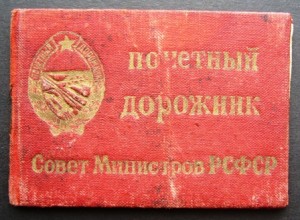 почетный
дорожник
Совет Министров РСФСР